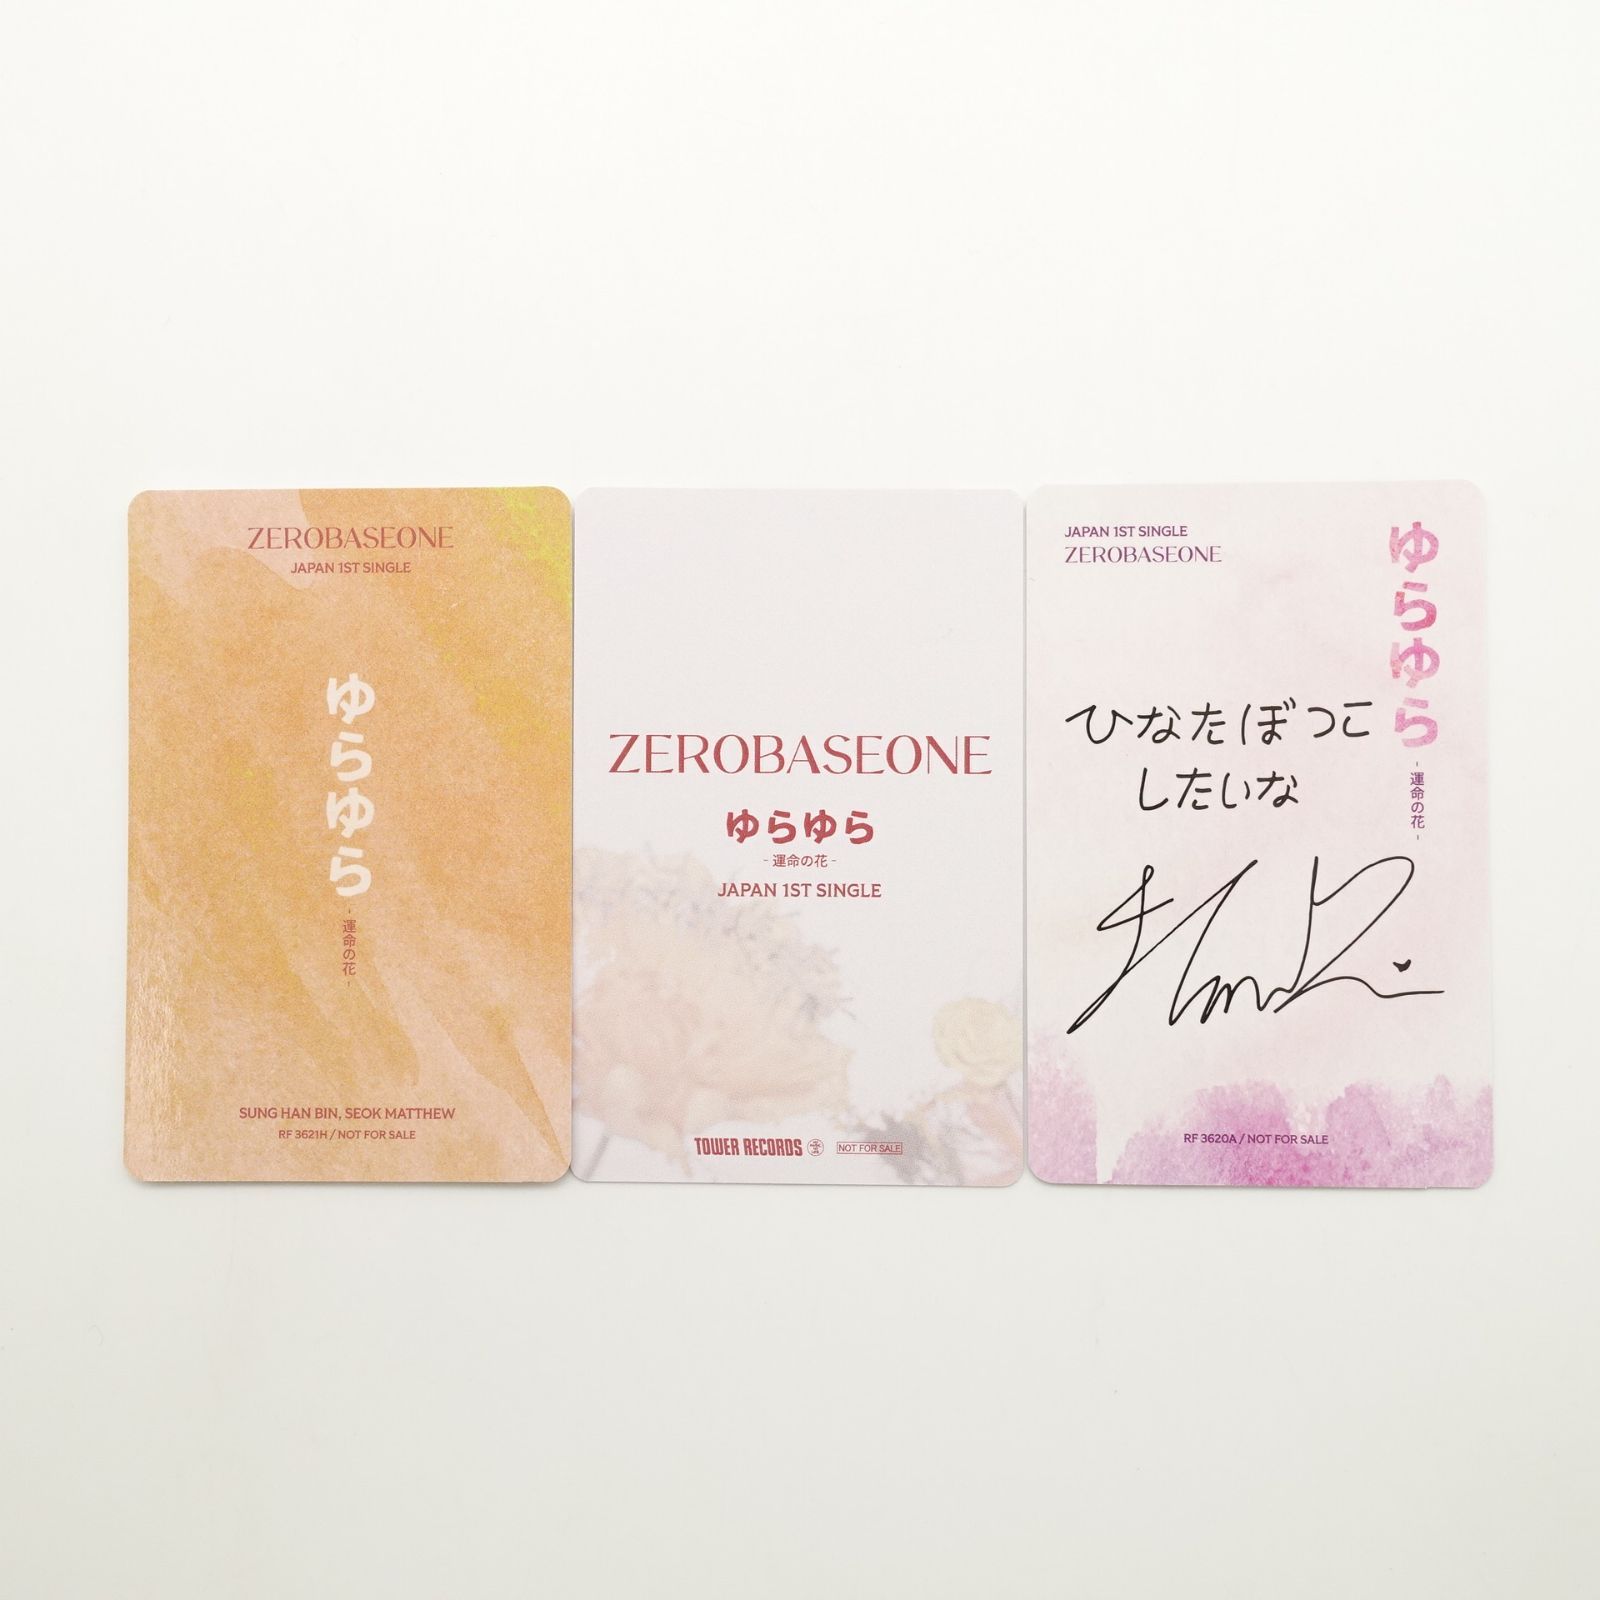 ZEROBASEONE
JAPAN 1ST SINGLE
ゆらゆら
- 運命の花 -
SUNG HAN BIN, SEOK MATTHEW
RF 3621H / NOT FOR SALE
ZEROBASEONE
ゆらゆら
- 運命の花 -
JAPAN 1ST SINGLE
TOWER RECORDS
NOT FOR SALE
JAPAN 1ST SINGLE
ZEROBASEONE
ゆらゆら
- 運命の花 -
ひなたぼっこ
したいな
RF 3620A / NOT FOR SALE